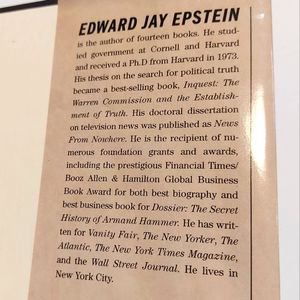 EDWARD JAY EPSTEIN
is the author of fourteen books. He stud-
ied government at Cornell and Harvard
and received a Ph.D from Harvard in 1973.
His thesis on the search for political truth
became a best-selling book, Inquest: The
Warren Commission and the Establish-
ment of Truth. His doctoral dissertation
on television news was published as News
From Nowhere. He is the recipient of nu-
merous foundation grants and awards,
including the prestigious Financial Times/
Booz Allen & Hamilton Global Business
Book Award for both best biography and
best business book for Dossier: The Secret
History of Armand Hammer. He has writ-
ten for Vanity Fair, The New Yorker, The
Atlantic, The New York Times Magazine,
and the Wall Street Journal. He lives in
New York City.